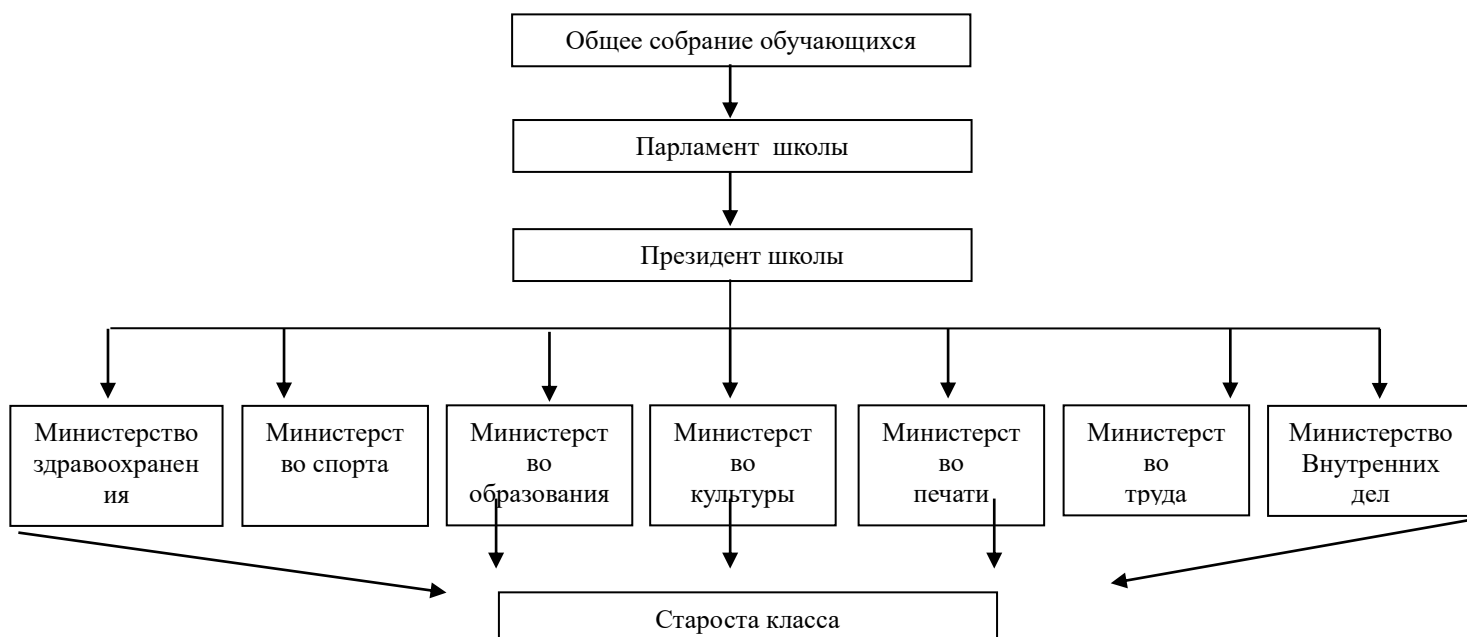 Общее собрание обучающихся
Парламент школы
Президент школы
Министерство
здравоохранен
ия
Министерст
во спорта
Министерст
во
образования
Министерст
во
культуры
Министерст
во
печати
Министерст
во
труда
Министерство
Внутренних
дел
Староста класса